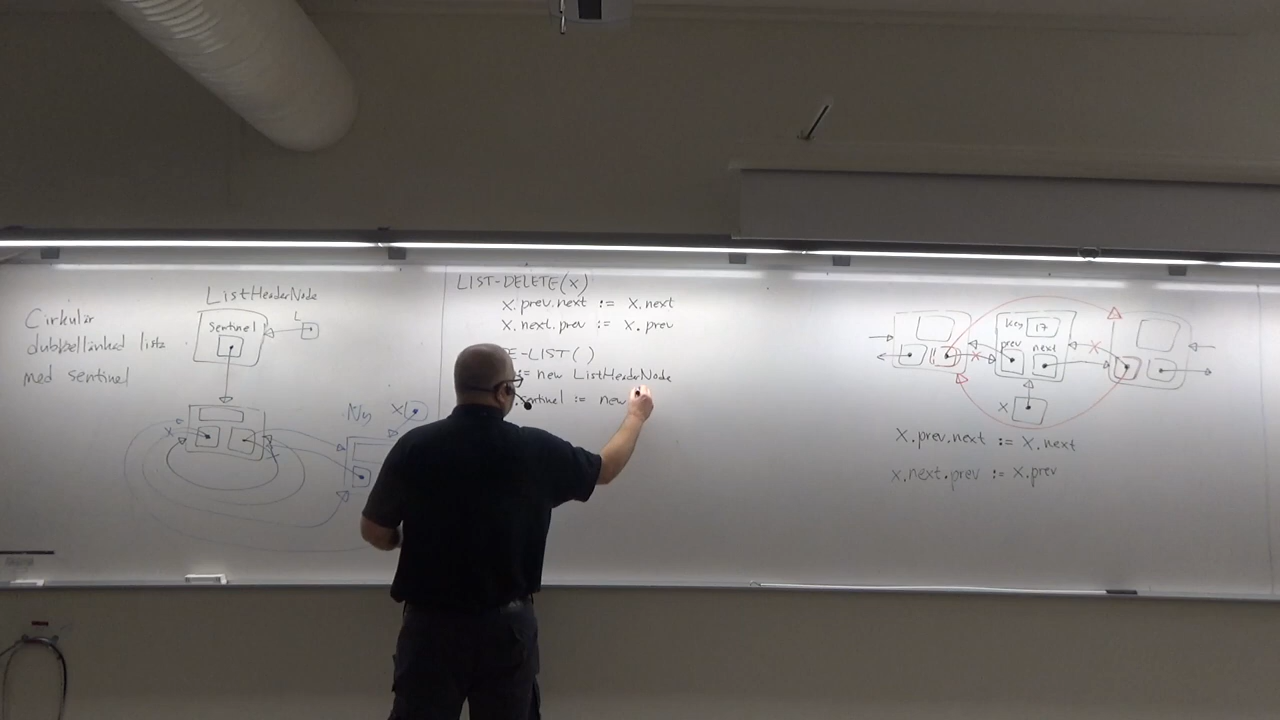 Cirkulär
dubbellänkad lista
med sentinel
ListHeaderNode
L
Sentinel
Ny
X
LIST-DELETE(X)
X.prev.next := X.next
X.next.prev := X.prev
E-LIST()
:= new ListHeaderNode
.sentinel := new
key 17
prev next
X
X.prev.next := X.next
X.next.prev := X.prev